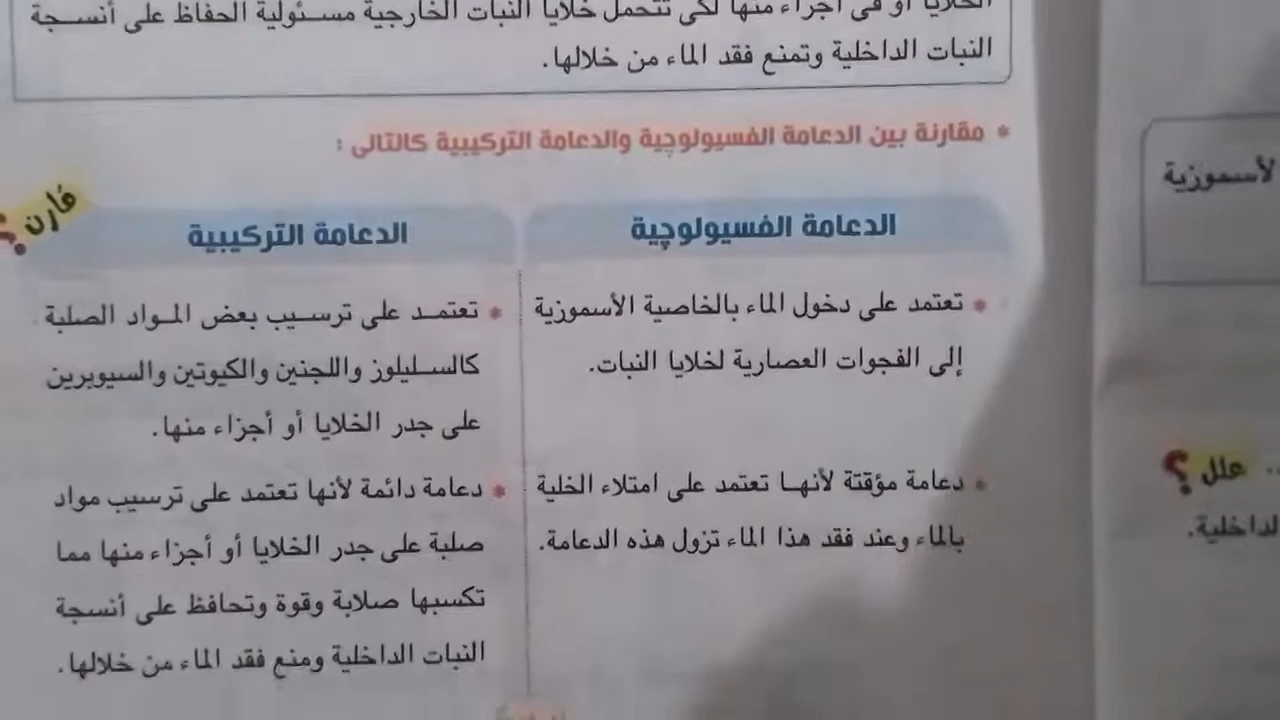 الخلايا أو فى أجزاء منها لكى تتحمل خلايا النبات الخارجية مسئولية الحفاظ على أنسجة
النبات الداخلية وتمنع فقد الماء من خلالها.
* مقارنة بين الدعامة الفسيولوچية والدعامة التركيبية كالتالى :
قارن ؟
الدعامة الفسيولوچية
الدعامة التركيبية
* تعتمد على دخول الماء بالخاصية الأسموزية
إلى الفجوات العصارية لخلايا النبات.
* تعتمد على ترسيب بعض المواد الصلبة
كالسليلوز واللجنين والكيوتين والسيوبرين
على جدر الخلايا أو أجزاء منها.
* دعامة مؤقتة لأنها تعتمد على امتلاء الخلية
بالماء وعند فقد هذا الماء تزول هذه الدعامة.
* دعامة دائمة لأنها تعتمد على ترسيب مواد
صلبة على جدر الخلايا أو أجزاء منها مما
تكسبها صلابة وقوة وتحافظ على أنسجة
النبات الداخلية ومنع فقد الماء من خلالها.
لأسموزية
علل ؟
لداخلية.